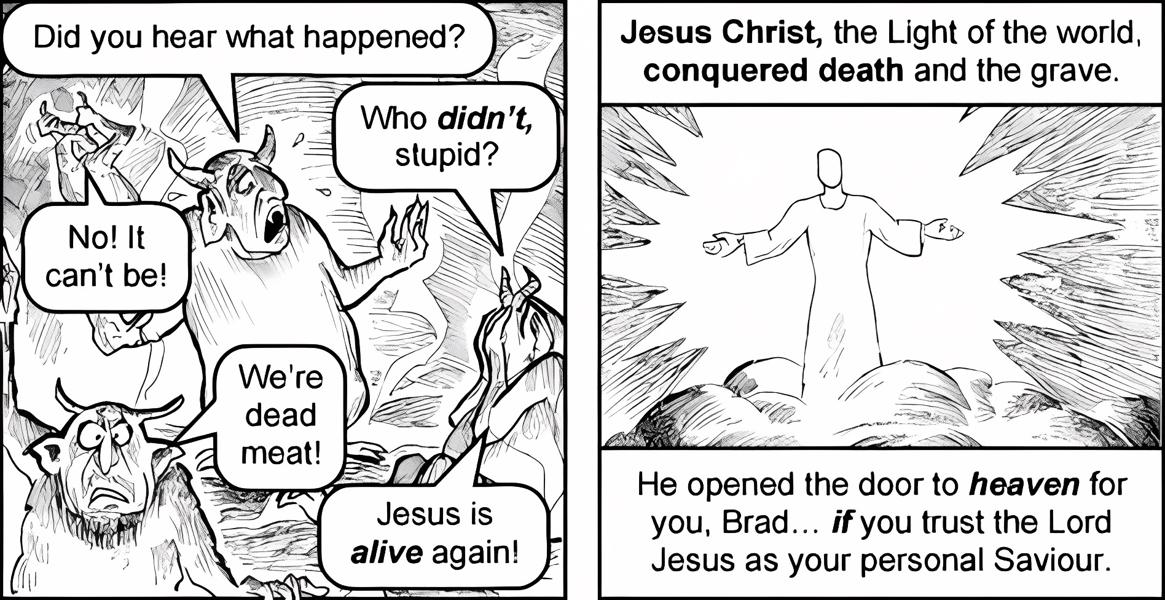 Did you hear what happened?
Who didn't,
stupid?
No! It
can't be!
We're
dead
meat!
Jesus is
alive again!
Jesus Christ, the Light of the world,
conquered death and the grave.
He opened the door to heaven for
you, Brad... if you trust the Lord
Jesus as your personal Saviour.